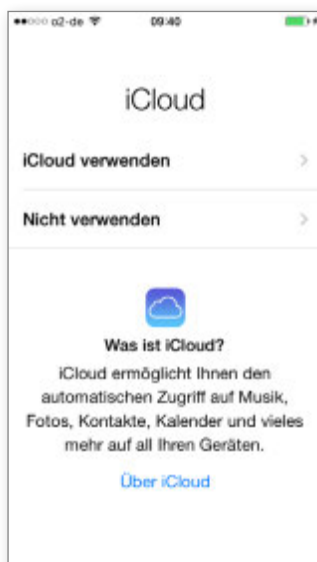 o2-de 09:40
iCloud
iCloud verwenden
Nicht verwenden
Was ist iCloud?
iCloud ermöglicht Ihnen den
automatischen Zugriff auf Musik,
Fotos, Kontakte, Kalender und vieles
mehr auf all Ihren Geräten.
Über iCloud